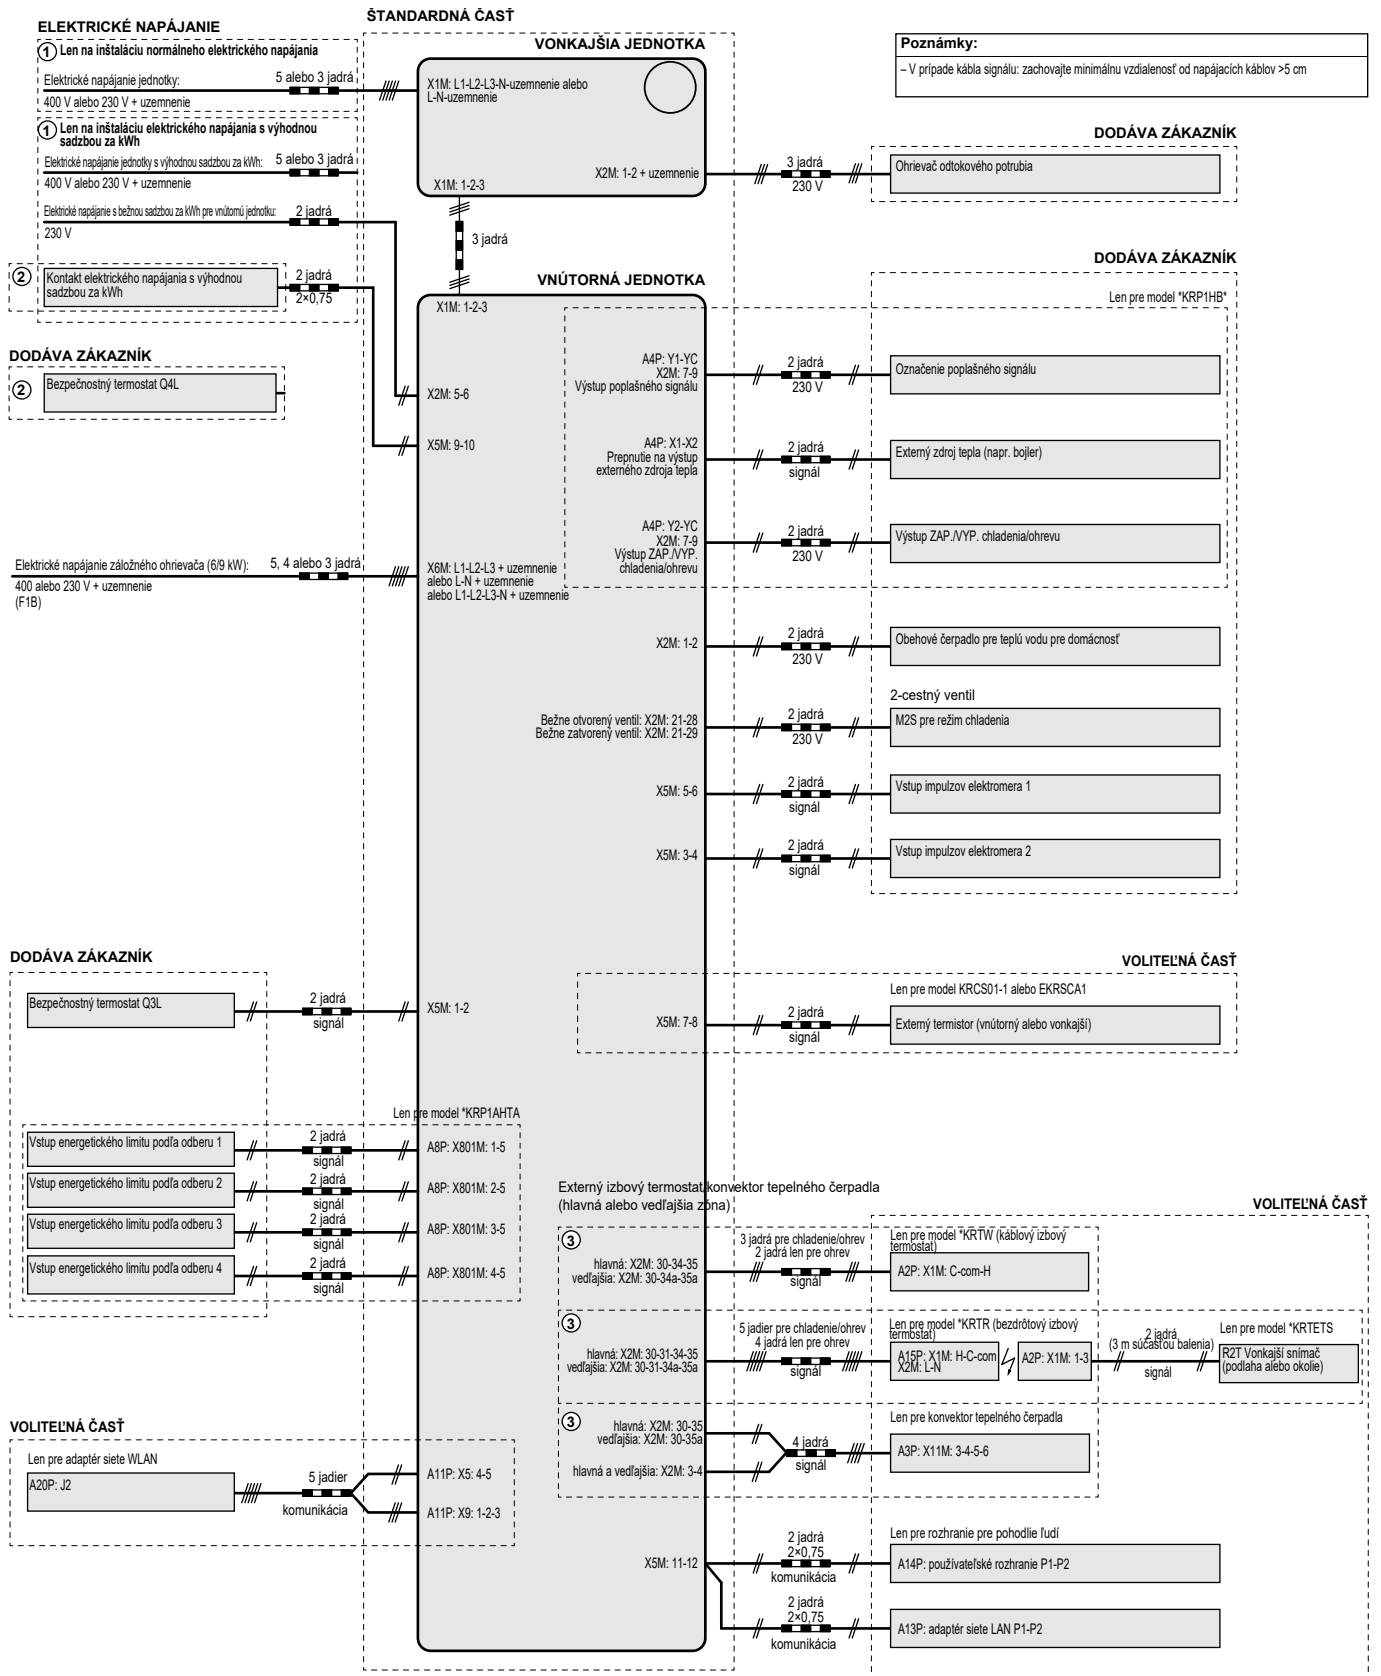 ŠTANDARDNÁ ČASŤ
ELEKTRICKÉ NAPÁJANIE
① Len na inštaláciu normálneho elektrického napájania
Elektrické napájanie jednotky:
5 alebo 3 jadrá
400 V alebo 230 V + uzemnenie
① Len na inštaláciu elektrického napájania s výhodnou
sadzbou za kWh
Elektrické napájanie jednotky s výhodnou sadzbou za kWh:
5 alebo 3 jadrá
400 V alebo 230 V + uzemnenie
Elektrické napájanie s bežnou sadzbou za kWh pre vnútornú jednotku:
2 jadrá
230 V
②
Kontakt elektrického napájania s výhodnou
sadzbou za kWh
2 jadrá
2×0,75
DODÁVA ZÁKAZNÍK
②
Bezpečnostný termostat Q4L
Elektrické napájanie záložného ohrievača (6/9 kW):
5, 4 alebo 3 jadrá
400 alebo 230 V + uzemnenie
(F1B)
DODÁVA ZÁKAZNÍK
Bezpečnostný termostat Q3L
2 jadrá
signál
Len pre model *KRP1AHTA
Vstup energetického limitu podľa odberu 1
2 jadrá
signál
A8P: X801M: 1-5
Vstup energetického limitu podľa odberu 2
2 jadrá
signál
A8P: X801M: 2-5
Vstup energetického limitu podľa odberu 3
2 jadrá
signál
A8P: X801M: 3-5
Vstup energetického limitu podľa odberu 4
2 jadrá
signál
A8P: X801M: 4-5
VOLITEĽNÁ ČASŤ
Len pre adaptér siete WLAN
A20P: J2
5 jadier
komunikácia
A11P: X5: 4-5
A11P: X9: 1-2-3
VONKAJŠIA JEDNOTKA
X1M: L1-L2-L3-N-uzemnenie alebo
L-N-uzemnenie
X2M: 1-2 + uzemnenie
X1M: 1-2-3
3 jadrá
VNÚTORNÁ JEDNOTKA
X1M: 1-2-3
X2M: 5-6
X5M: 9-10
X6M: L1-L2-L3 + uzemnenie
alebo L-N + uzemnenie
alebo L1-L2-L3-N + uzemnenie
X5M: 1-2
Poznámky:
– V prípade kábla signálu: zachovajte minimálnu vzdialenosť od napájacích káblov >5 cm
DODÁVA ZÁKAZNÍK
3 jadrá
230 V
Ohrievač odtokového potrubia
DODÁVA ZÁKAZNÍK
Len pre model *KRP1HB*
A4P: Y1-YC
X2M: 7-9
Výstup poplašného signálu
2 jadrá
230 V
Označenie poplašného signálu
A4P: X1-X2
Prepnutie na výstup
externého zdroja tepla
2 jadrá
signál
Externý zdroj tepla (napr. bojler)
A4P: Y2-YC
X2M: 7-9
Výstup ZAP./VYP.
chladenia/ohrevu
2 jadrá
230 V
Výstup ZAP./VYP. chladenia/ohrevu
X2M: 1-2
2 jadrá
230 V
Obehové čerpadlo pre teplú vodu pre domácnosť
2-cestný ventil
Bežne otvorený ventil: X2M: 21-28
Bežne zatvorený ventil: X2M: 21-29
2 jadrá
230 V
M2S pre režim chladenia
X5M: 5-6
2 jadrá
signál
Vstup impulzov elektromera 1
X5M: 3-4
2 jadrá
signál
Vstup impulzov elektromera 2
VOLITEĽNÁ ČASŤ
Len pre model KRCS01-1 alebo EKRSCA1
X5M: 7-8
2 jadrá
signál
Externý termistor (vnútorný alebo vonkajší)
Externý izbový termostat/konvektor tepelného čerpadla
(hlavná alebo vedľajšia zóna)
VOLITEĽNÁ ČASŤ
③
hlavná: X2M: 30-34-35
vedľajšia: X2M: 30-34a-35a
3 jadrá pre chladenie/ohrev
2 jadrá len pre ohrev
signál
Len pre model *KRTW (káblový izbový
termostat)
A2P: X1M: C-com-H
③
hlavná: X2M: 30-31-34-35
vedľajšia: X2M: 30-31-34a-35a
5 jadier pre chladenie/ohrev
4 jadrá len pre ohrev
signál
Len pre model *KRTR (bezdrôtový izbový
termostat)
A15P: X1M: H-C-com
X2M: L-N
A2P: X1M: 1-3
2 jadrá
(3 m súčasťou balenia)
signál
Len pre model *KRTETS
R2T Vonkajší snímač
(podlaha alebo okolie)
③
hlavná: X2M: 30-35
vedľajšia: X2M: 30-35a
hlavná a vedľajšia: X2M: 3-4
4 jadrá
signál
Len pre konvektor tepelného čerpadla
A3P: X11M: 3-4-5-6
X5M: 11-12
2 jadrá
2×0,75
komunikácia
Len pre rozhranie pre pohodlie ľudí
A14P: používateľské rozhranie P1-P2
2 jadrá
2×0,75
komunikácia
A13P: adaptér siete LAN P1-P2